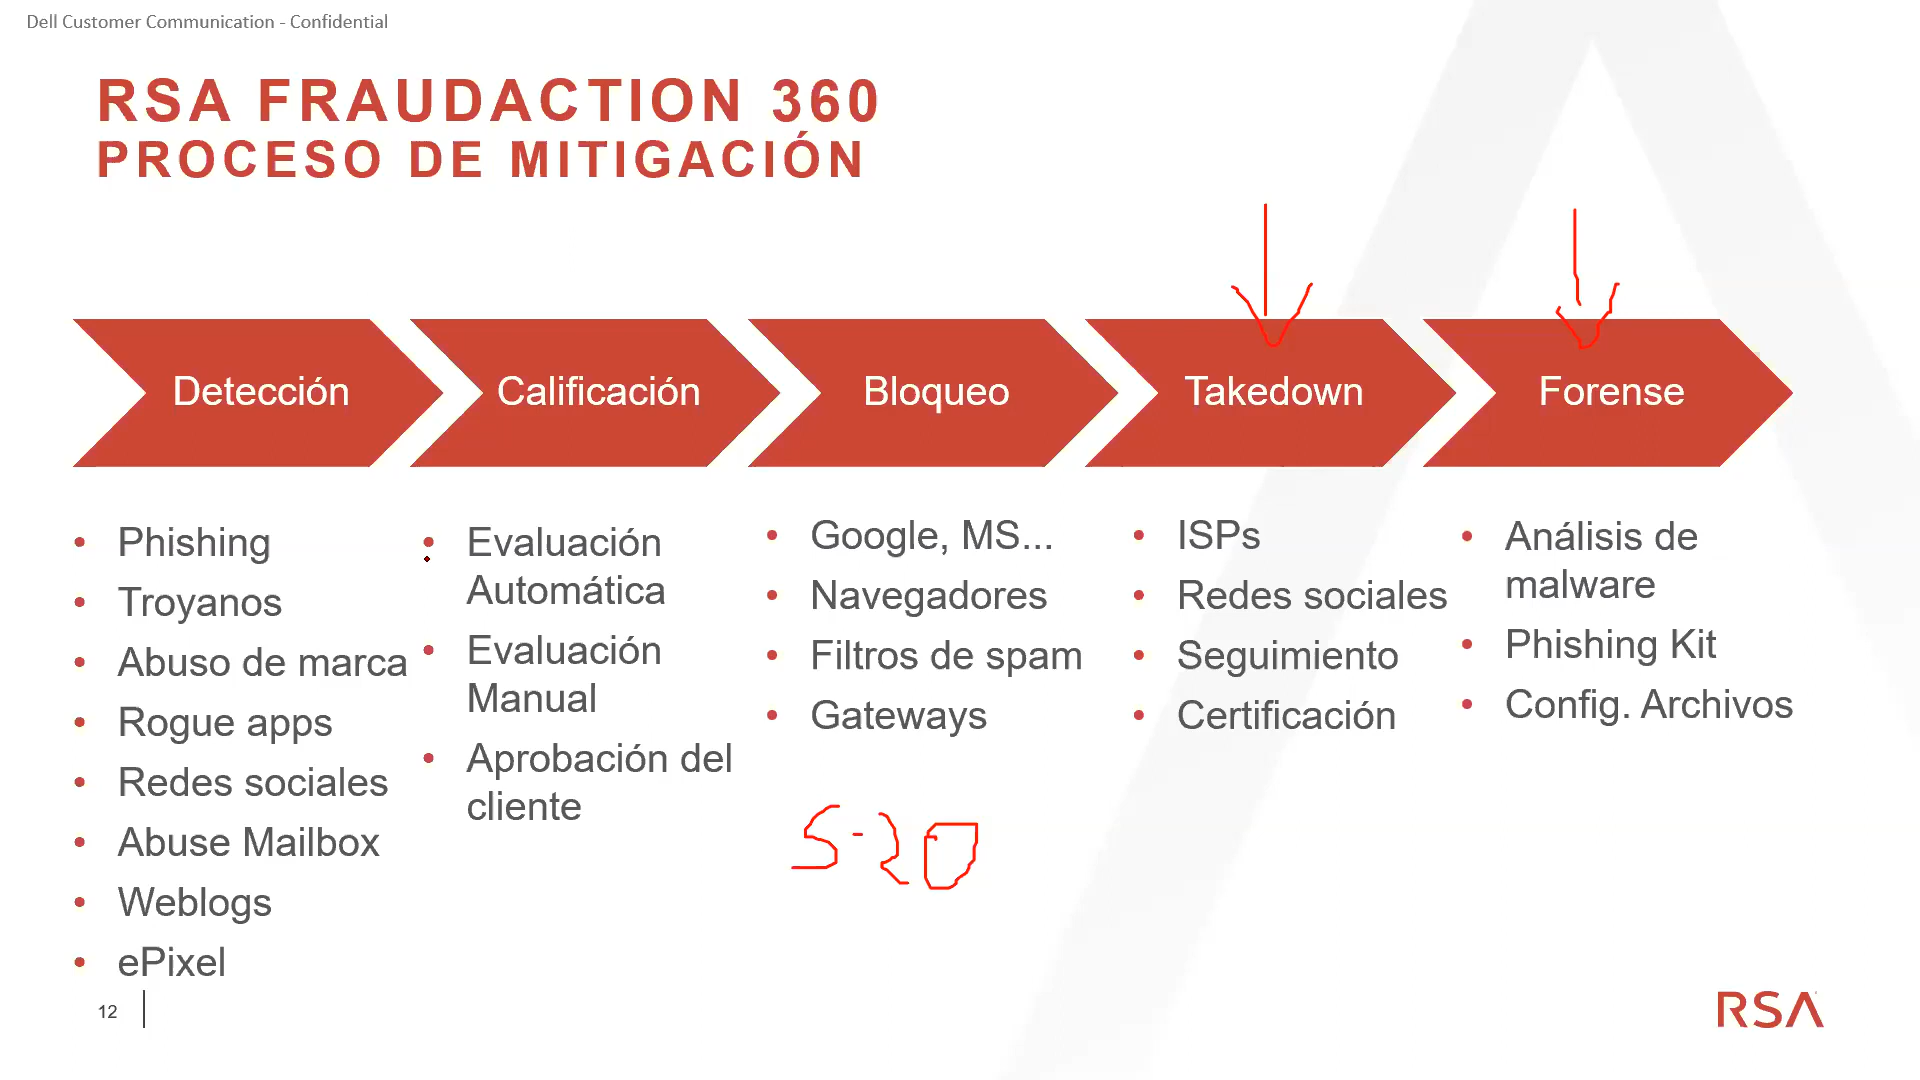 Dell Customer Communication - Confidential
RSA FRAUDACTION 360
PROCESO DE MITIGACIÓN
Detección
Calificación
Bloqueo
Takedown
Forense
• Phishing
• Troyanos
• Abuso de marca
• Rogue apps
• Redes sociales
• Abuse Mailbox
• Weblogs
• ePixel
• Evaluación
Automática
• Evaluación
Manual
• Aprobación del
cliente
• Google, MS...
• Navegadores
• Filtros de spam
• Gateways
5-20
• ISPs
• Redes sociales
• Seguimiento
• Certificación
• Análisis de
malware
• Phishing Kit
• Config. Archivos
12
RSA